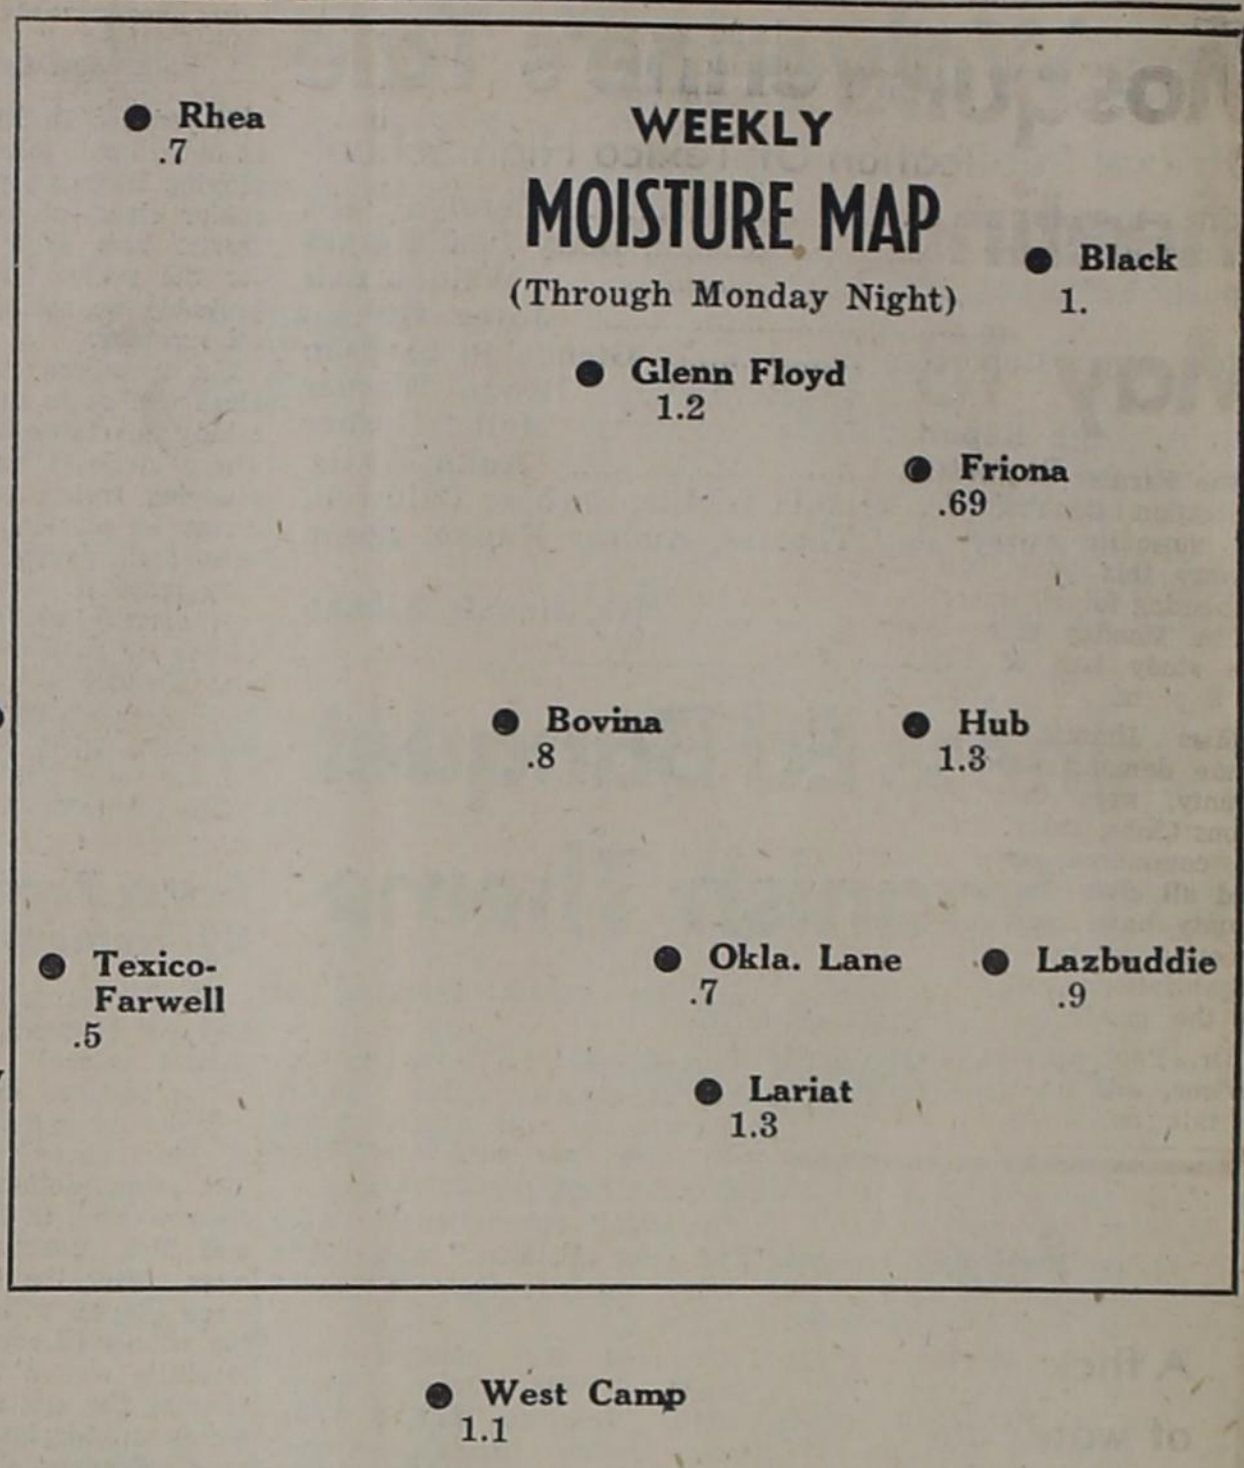 Rhea
.7
WEEKLY
MOISTURE MAP
(Through Monday Night)
Black
1.
Glenn Floyd
1.2
Friona
.69
Bovina
.8
Hub
1.3
Texico-
Farwell
.5
Okla. Lane
.7
Lazbuddie
.9
Lariat
1.3
West Camp
1.1